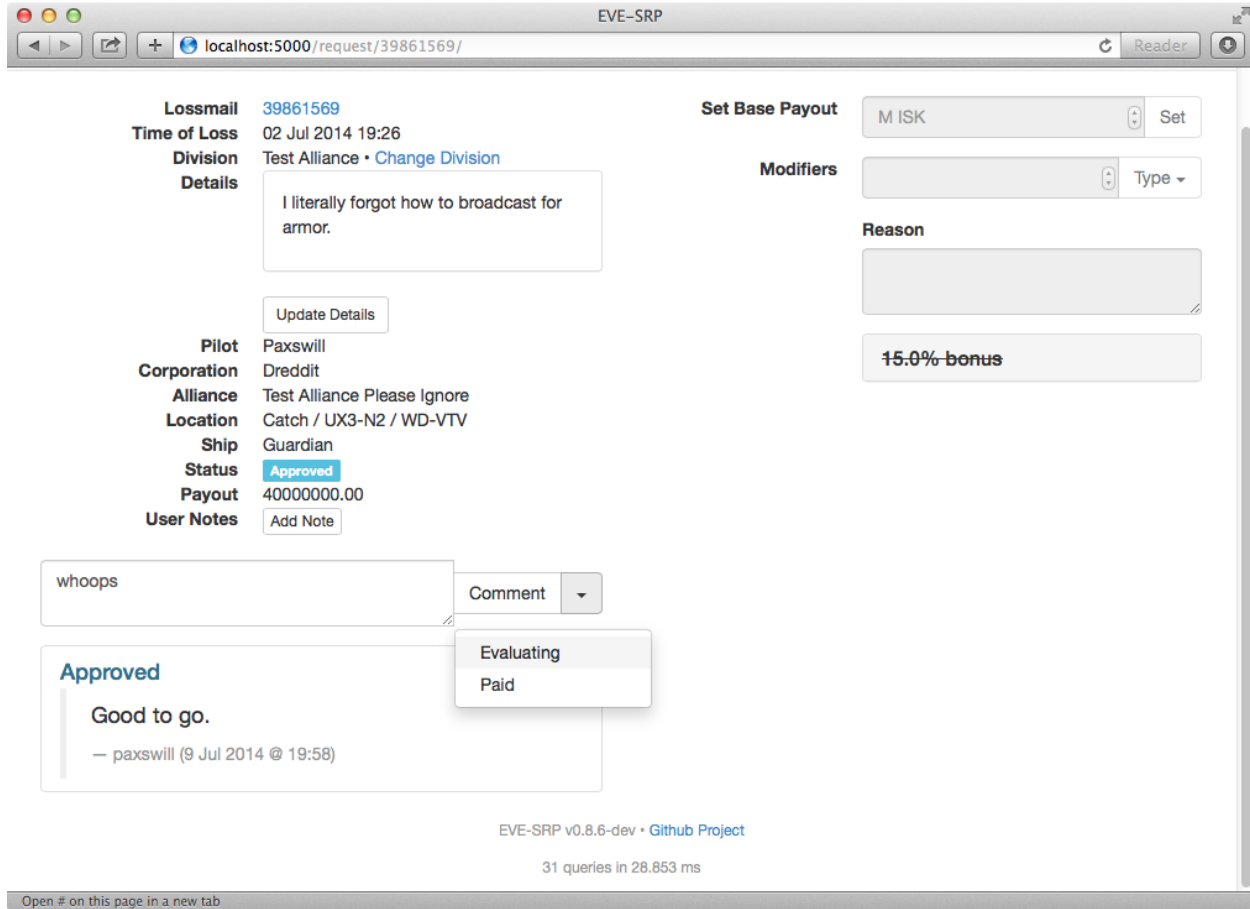 EVE-SRP
localhost:5000/request/39861569/
Reader
Lossmail 39861569
Time of Loss 02 Jul 2014 19:26
Division Test Alliance • Change Division
Details
I literally forgot how to broadcast for
armor.
Update Details
Pilot Paxswill
Corporation Dreddit
Alliance Test Alliance Please Ignore
Location Catch / UX3-N2 / WD-VTV
Ship Guardian
Status Approved
Payout 40000000.00
User Notes Add Note
Set Base Payout M ISK Set
Modifiers Type
Reason
15.0% bonus
whoops
Comment
Evaluating
Paid
Approved
Good to go.
— paxswill (9 Jul 2014 @ 19:58)
EVE-SRP v0.8.6-dev • Github Project
31 queries in 28.853 ms
Open # on this page in a new tab